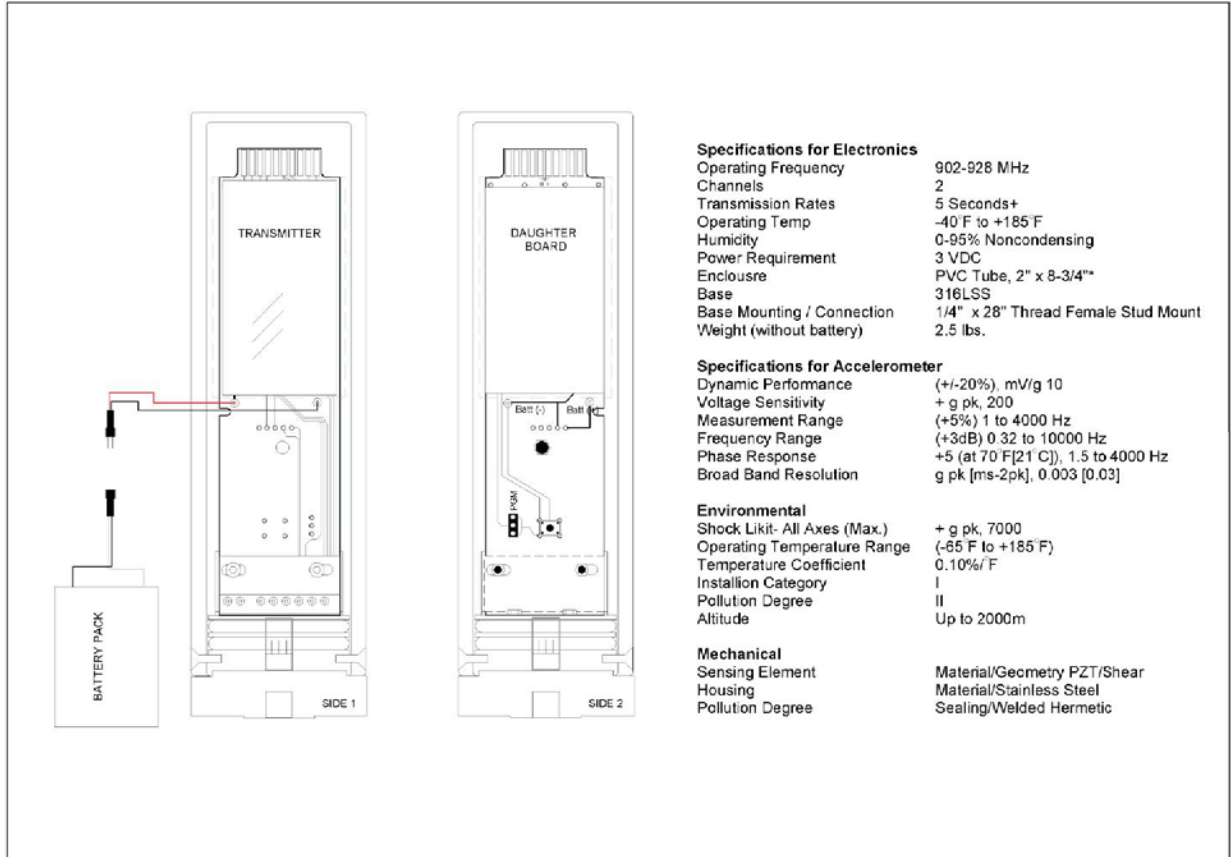 TRANSMITTER
BATTERY PACK
SIDE 1
DAUGHTER
BOARD
Batt (-)
Batt (+)
PGM
SIDE 2
Specifications for Electronics
Operating Frequency 902-928 MHz
Channels 2
Transmission Rates 5 Seconds+
Operating Temp -40°F to +185°F
Humidity 0-95% Noncondensing
Power Requirement 3 VDC
Enclousre PVC Tube, 2" x 8-3/4"*
Base 316LSS
Base Mounting / Connection 1/4" x 28" Thread Female Stud Mount
Weight (without battery) 2.5 lbs.
Specifications for Accelerometer
Dynamic Performance (+/-20%), mV/g 10
Voltage Sensitivity + g pk, 200
Measurement Range (+5%) 1 to 4000 Hz
Frequency Range (+3dB) 0.32 to 10000 Hz
Phase Response +5 (at 70°F[21°C]), 1.5 to 4000 Hz
Broad Band Resolution g pk [ms-2pk], 0.003 [0.03]
Environmental
Shock Likit- All Axes (Max.) + g pk, 7000
Operating Temperature Range (-65°F to +185°F)
Temperature Coefficient 0.10%/°F
Installion Category I
Pollution Degree II
Altitude Up to 2000m
Mechanical
Sensing Element Material/Geometry PZT/Shear
Housing Material/Stainless Steel
Pollution Degree Sealing/Welded Hermetic